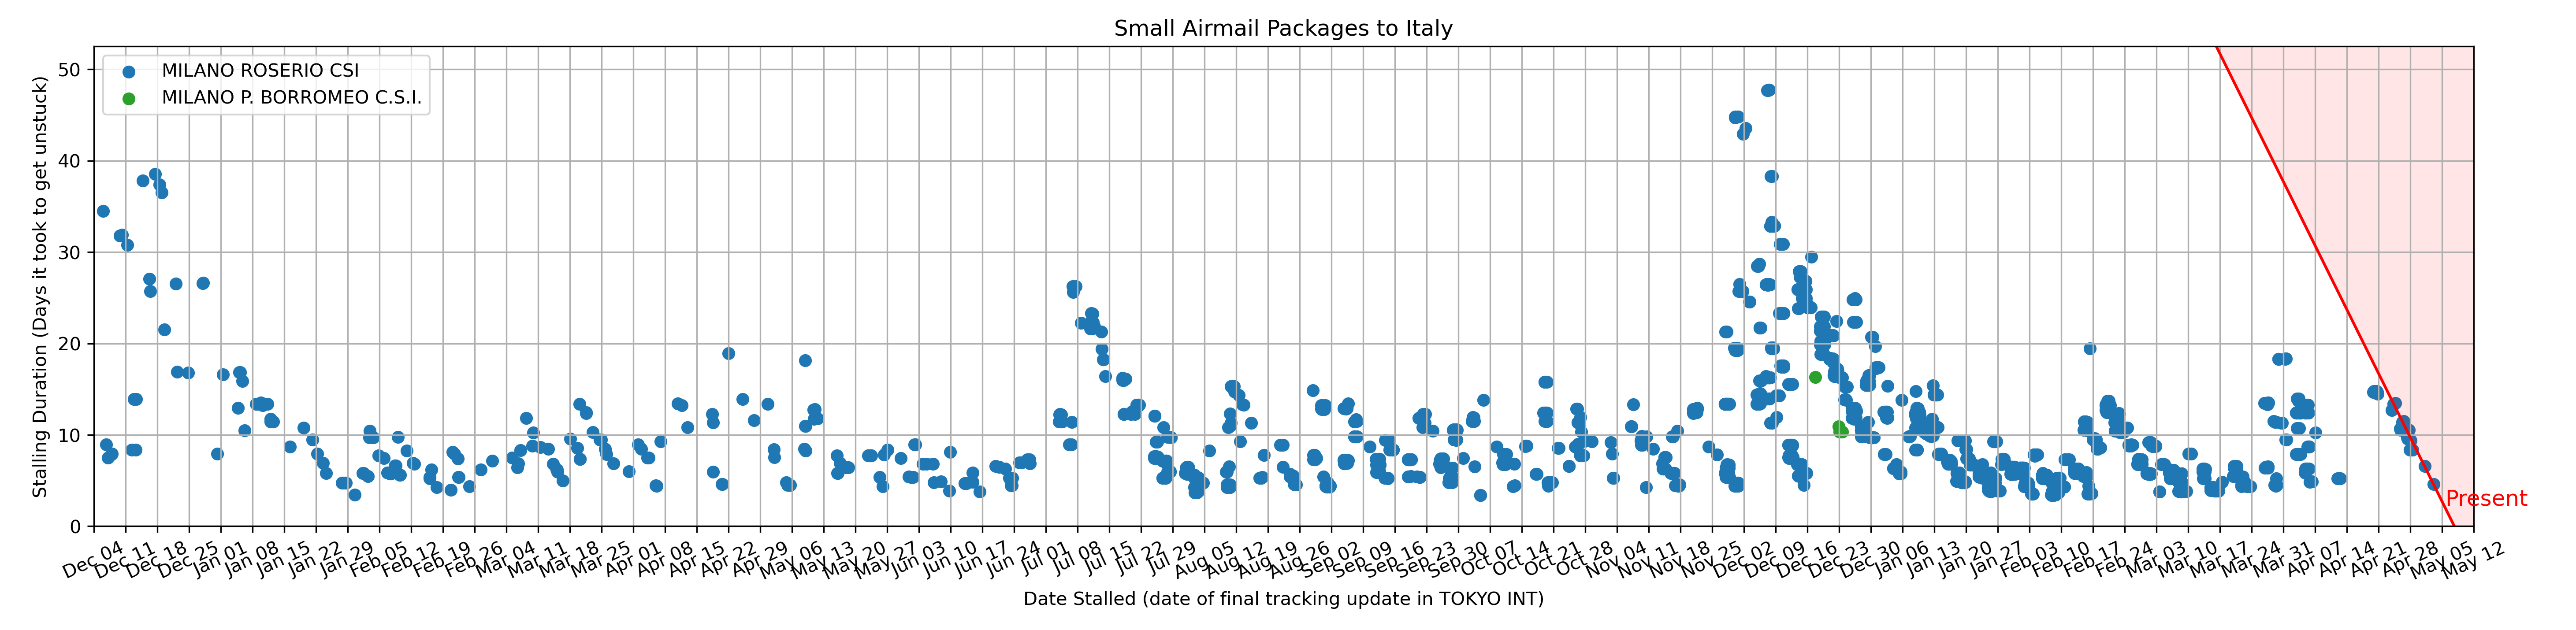 Small Airmail Packages to Italy
MILANO ROSERIO CSI
MILANO P. BORROMEO C.S.I.
Stalling Duration (Days it took to get unstuck)
50
40
30
20
10
0
Present
Dec 04 Dec 11 Dec 18 Dec 25 Jan 01 Jan 08 Jan 15 Jan 22 Jan 29 Feb 05 Feb 12 Feb 19 Feb 26 Mar 04 Mar 11 Mar 18 Mar 25 Apr 01 Apr 08 Apr 15 Apr 22 Apr 29 May 06 May 13 May 20 May 27 Jun 03 Jun 10 Jun 17 Jun 24 Jul 01 Jul 08 Jul 15 Jul 22 Jul 29 Aug 05 Aug 12 Aug 19 Aug 26 Sep 02 Sep 09 Sep 16 Sep 23 Sep 30 Oct 07 Oct 14 Oct 21 Oct 28 Nov 04 Nov 11 Nov 18 Nov 25 Dec 02 Dec 09 Dec 16 Dec 23 Dec 30 Jan 06 Jan 13 Jan 20 Jan 27 Feb 03 Feb 10 Feb 17 Feb 24 Mar 03 Mar 10 Mar 17 Mar 24 Mar 31 Apr 07 Apr 14 Apr 21 Apr 28 May 05 May 12
Date Stalled (date of final tracking update in TOKYO INT)